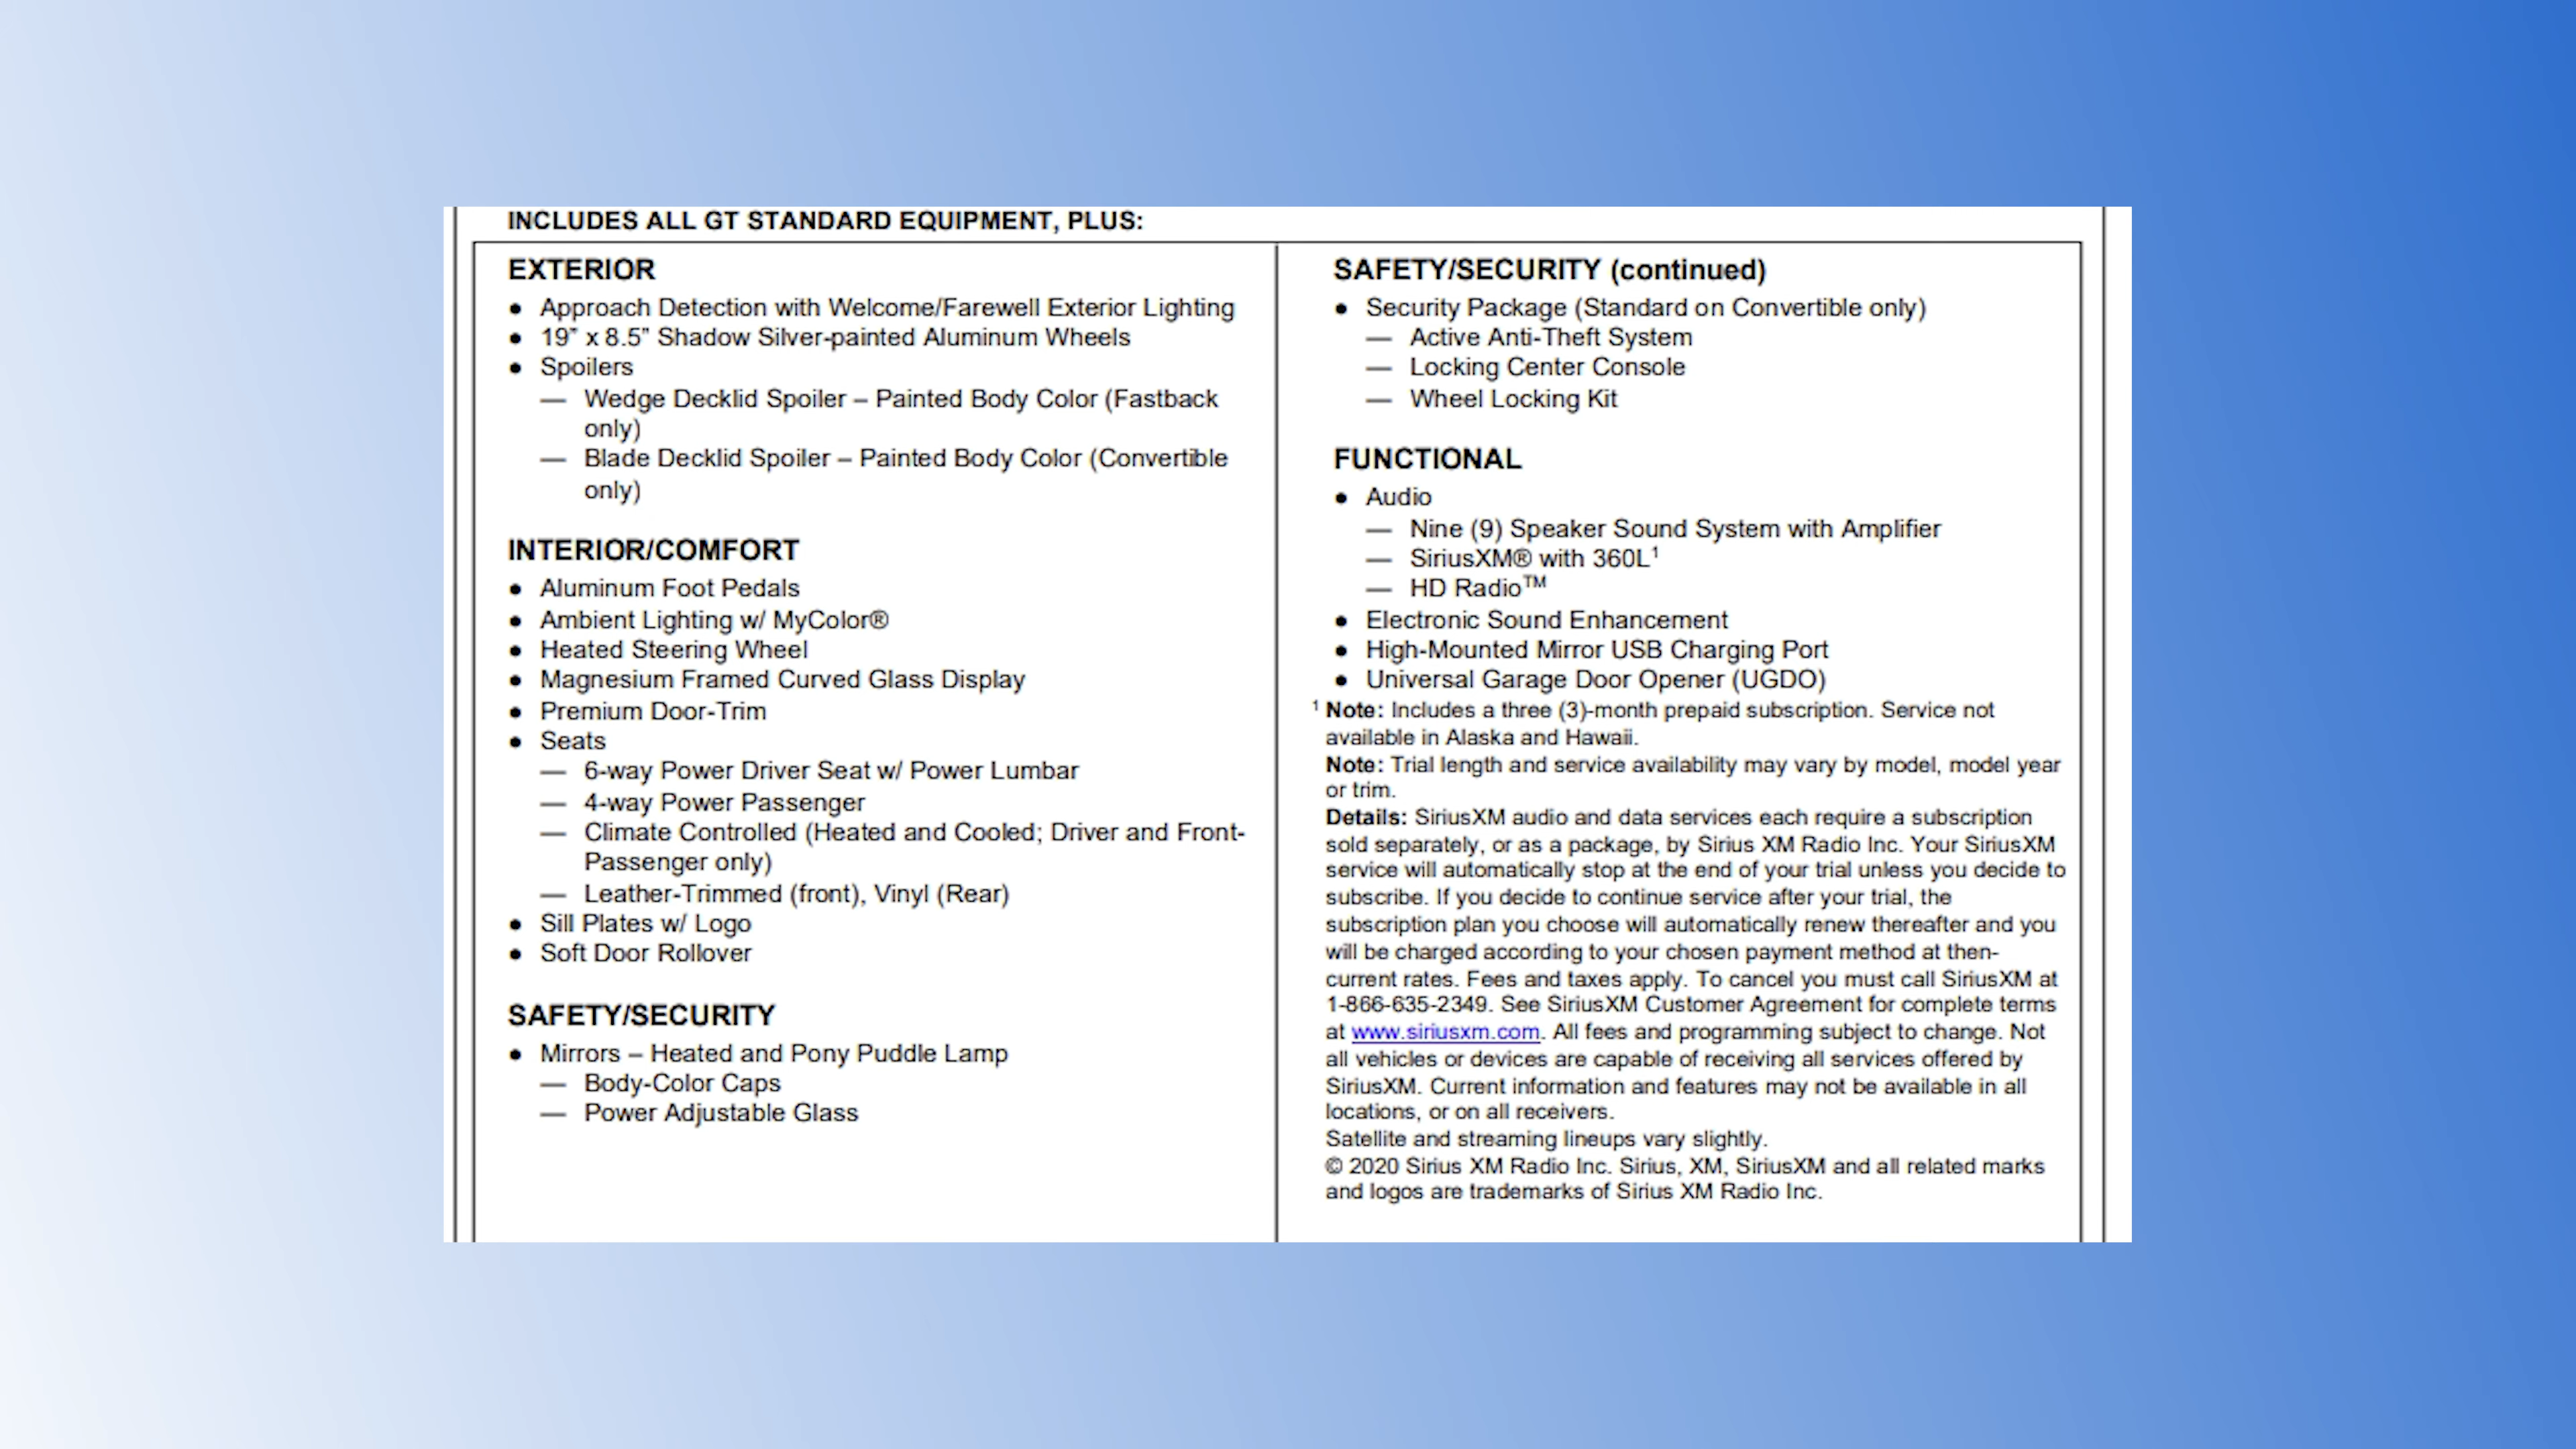 INCLUDES ALL GT STANDARD EQUIPMENT, PLUS:
EXTERIOR
● Approach Detection with Welcome/Farewell Exterior Lighting
● 19” x 8.5” Shadow Silver-painted Aluminum Wheels
● Spoilers
— Wedge Decklid Spoiler – Painted Body Color (Fastback
only)
— Blade Decklid Spoiler – Painted Body Color (Convertible
only)
INTERIOR/COMFORT
● Aluminum Foot Pedals
● Ambient Lighting w/ MyColor®
● Heated Steering Wheel
● Magnesium Framed Curved Glass Display
● Premium Door-Trim
● Seats
— 6-way Power Driver Seat w/ Power Lumbar
— 4-way Power Passenger
— Climate Controlled (Heated and Cooled; Driver and Front-
Passenger only)
— Leather-Trimmed (front), Vinyl (Rear)
● Sill Plates w/ Logo
● Soft Door Rollover
SAFETY/SECURITY
● Mirrors – Heated and Pony Puddle Lamp
— Body-Color Caps
— Power Adjustable Glass
SAFETY/SECURITY (continued)
● Security Package (Standard on Convertible only)
— Active Anti-Theft System
— Locking Center Console
— Wheel Locking Kit
FUNCTIONAL
● Audio
— Nine (9) Speaker Sound System with Amplifier
— SiriusXM® with 360L¹
— HD Radio™
● Electronic Sound Enhancement
● High-Mounted Mirror USB Charging Port
● Universal Garage Door Opener (UGDO)
¹ Note: Includes a three (3)-month prepaid subscription. Service not
available in Alaska and Hawaii.
Note: Trial length and service availability may vary by model, model year
or trim.
Details: SiriusXM audio and data services each require a subscription
sold separately, or as a package, by Sirius XM Radio Inc. Your SiriusXM
service will automatically stop at the end of your trial unless you decide to
subscribe. If you decide to continue service after your trial, the
subscription plan you choose will automatically renew thereafter and you
will be charged according to your chosen payment method at then-
current rates. Fees and taxes apply. To cancel you must call SiriusXM at
1-866-635-2349. See SiriusXM Customer Agreement for complete terms
at www.siriusxm.com. All fees and programming subject to change. Not
all vehicles or devices are capable of receiving all services offered by
SiriusXM. Current information and features may not be available in all
locations, or on all receivers.
Satellite and streaming lineups vary slightly.
© 2020 Sirius XM Radio Inc. Sirius, XM, SiriusXM and all related marks
and logos are trademarks of Sirius XM Radio Inc.